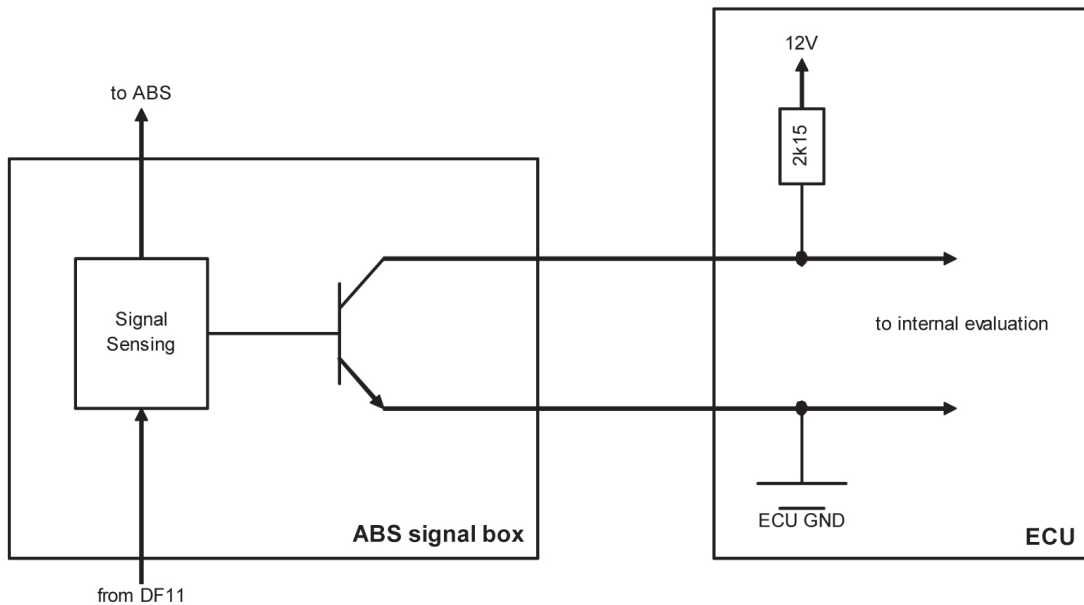 12V
to ABS
2k15
Signal
Sensing
to internal evaluation
ECU GND
ABS signal box
ECU
from DF11